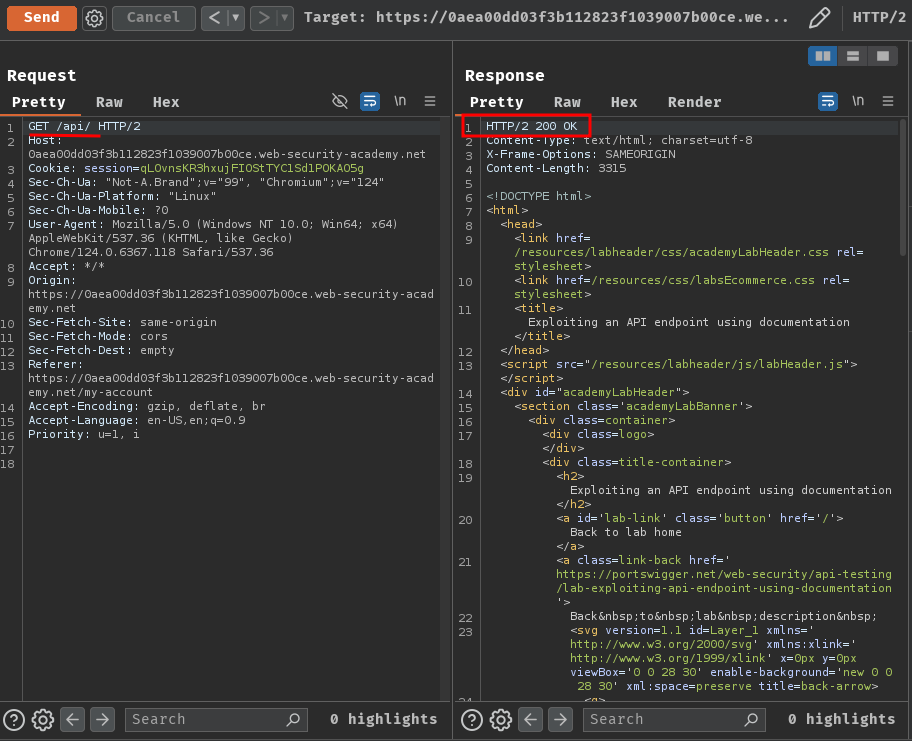 Send Cancel < ▼ > ▼ Target: https://0aea00dd03f3b112823f1039007b00ce.we... HTTP/2
Request
Pretty Raw Hex \n
1 GET /api/ HTTP/2
2 Host:
0aea00dd03f3b112823f1039007b00ce.web-security-academy.net
3 Cookie: session=qLOvnsKR3hxujFIOStTYC1Sd1POKAO5g
4 Sec-Ch-Ua: "Not-A.Brand";v="99", "Chromium";v="124"
5 Sec-Ch-Ua-Platform: "Linux"
6 Sec-Ch-Ua-Mobile: ?0
7 User-Agent: Mozilla/5.0 (Windows NT 10.0; Win64; x64)
AppleWebKit/537.36 (KHTML, like Gecko)
Chrome/124.0.6367.118 Safari/537.36
8 Accept: */*
9 Origin:
https://0aea00dd03f3b112823f1039007b00ce.web-security-acad
emy.net
10 Sec-Fetch-Site: same-origin
11 Sec-Fetch-Mode: cors
12 Sec-Fetch-Dest: empty
13 Referer:
https://0aea00dd03f3b112823f1039007b00ce.web-security-acad
emy.net/my-account
14 Accept-Encoding: gzip, deflate, br
15 Accept-Language: en-US,en;q=0.9
16 Priority: u=1, i
17
18
Search 0 highlights
Response
Pretty Raw Hex Render \n
1 HTTP/2 200 OK
2 Content-Type: text/html; charset=utf-8
3 X-Frame-Options: SAMEORIGIN
4 Content-Length: 3315
5
6 <!DOCTYPE html>
7 <html>
8 <head>
9 <link href=
/resources/labheader/css/academyLabHeader.css rel=
stylesheet>
10 <link href=/resources/css/labsEcommerce.css rel=
stylesheet>
11 <title>
Exploiting an API endpoint using documentation
</title>
12 </head>
13 <script src="/resources/labheader/js/labHeader.js">
</script>
14 <div id="academyLabHeader">
15 <section class='academyLabBanner'>
16 <div class=container>
17 <div class=logo>
</div>
18 <div class=title-container>
19 <h2>
Exploiting an API endpoint using documentation
</h2>
20 <a id='lab-link' class='button' href='/'>
Back to lab home
</a>
21 <a class=link-back href='
https://portswigger.net/web-security/api-testing
/lab-exploiting-api-endpoint-using-documentation
'>
22 Back&nbsp;to&nbsp;lab&nbsp;description&nbsp;
23 <svg version=1.1 id=Layer_1 xmlns='
http://www.w3.org/2000/svg' xmlns:xlink='
http://www.w3.org/1999/xlink' x=0px y=0px
viewBox='0 0 28 30' enable-background='new 0 0
28 30' xml:space=preserve title=back-arrow>
24 <g>
Search 0 highlights